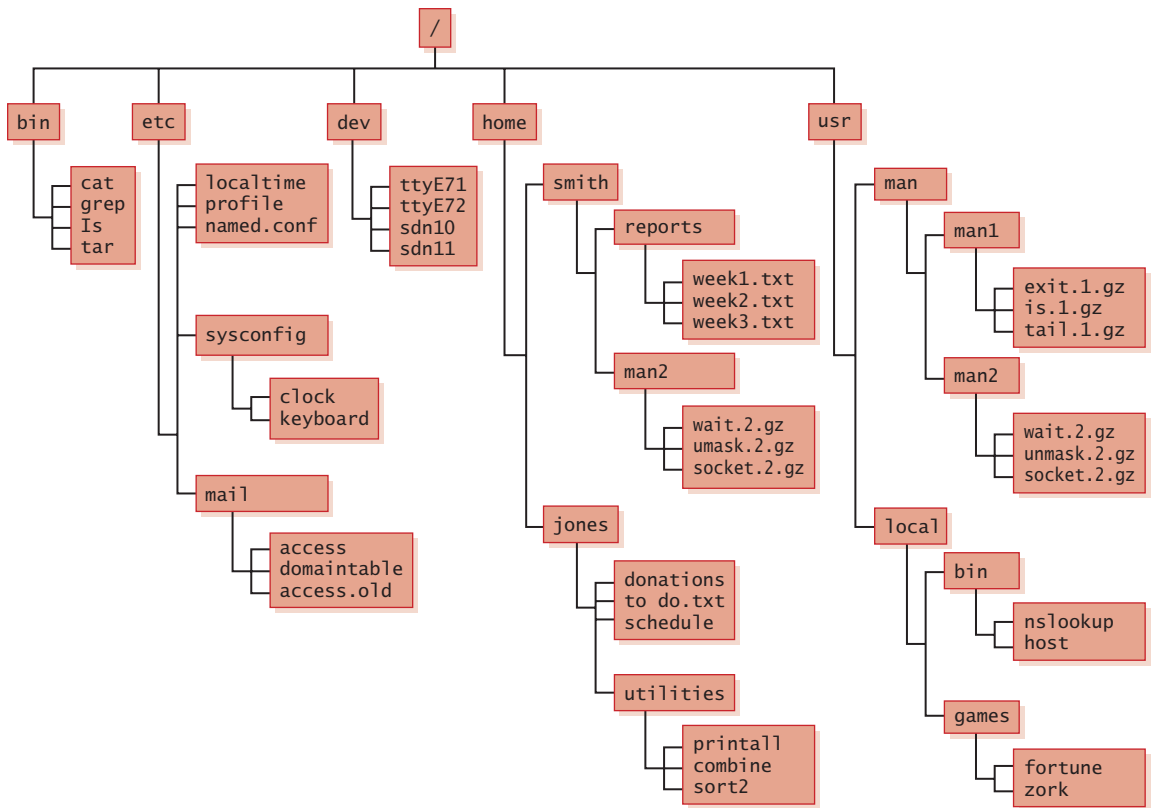 /
bin
etc
dev
home
usr
cat
grep
Is
tar
localtime
profile
named.conf
sysconfig
clock
keyboard
mail
access
domaintable
access.old
ttyE71
ttyE72
sdn10
sdn11
smith
reports
week1.txt
week2.txt
week3.txt
man2
wait.2.gz
umask.2.gz
socket.2.gz
jones
donations
to do.txt
schedule
utilities
printall
combine
sort2
man
man1
exit.1.gz
is.1.gz
tail.1.gz
man2
wait.2.gz
unmask.2.gz
socket.2.gz
local
bin
nslookup
host
games
fortune
zork